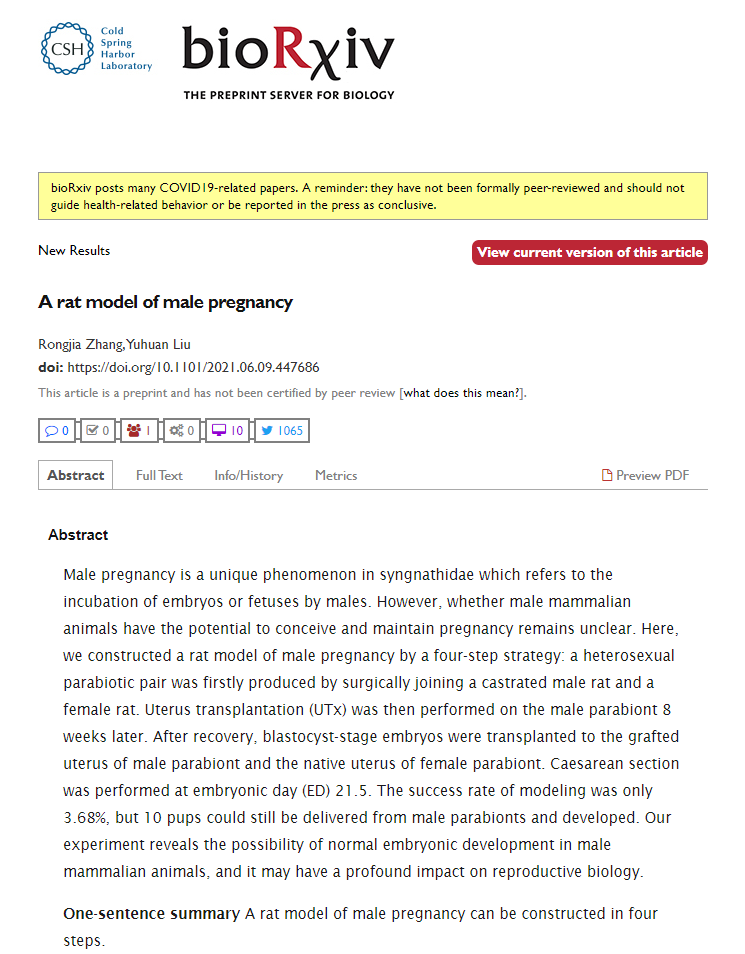 CSH
Cold
Spring
Harbor
Laboratory
bioRχiv
THE PREPRINT SERVER FOR BIOLOGY
bioRxiv posts many COVID19-related papers. A reminder: they have not been formally peer-reviewed and should not
guide health-related behavior or be reported in the press as conclusive.
New Results
View current version of this article
A rat model of male pregnancy
Rongjia Zhang,Yuhuan Liu
doi: https://doi.org/10.1101/2021.06.09.447686
This article is a preprint and has not been certified by peer review [what does this mean?].
0 0 1 0 10 1065
Abstract Full Text Info/History Metrics Preview PDF
Abstract
Male pregnancy is a unique phenomenon in syngnathidae which refers to the
incubation of embryos or fetuses by males. However, whether male mammalian
animals have the potential to conceive and maintain pregnancy remains unclear. Here,
we constructed a rat model of male pregnancy by a four-step strategy: a heterosexual
parabiotic pair was firstly produced by surgically joining a castrated male rat and a
female rat. Uterus transplantation (UTx) was then performed on the male parabiont 8
weeks later. After recovery, blastocyst-stage embryos were transplanted to the grafted
uterus of male parabiont and the native uterus of female parabiont. Caesarean section
was performed at embryonic day (ED) 21.5. The success rate of modeling was only
3.68%, but 10 pups could still be delivered from male parabionts and developed. Our
experiment reveals the possibility of normal embryonic development in male
mammalian animals, and it may have a profound impact on reproductive biology.
One-sentence summary A rat model of male pregnancy can be constructed in four
steps.